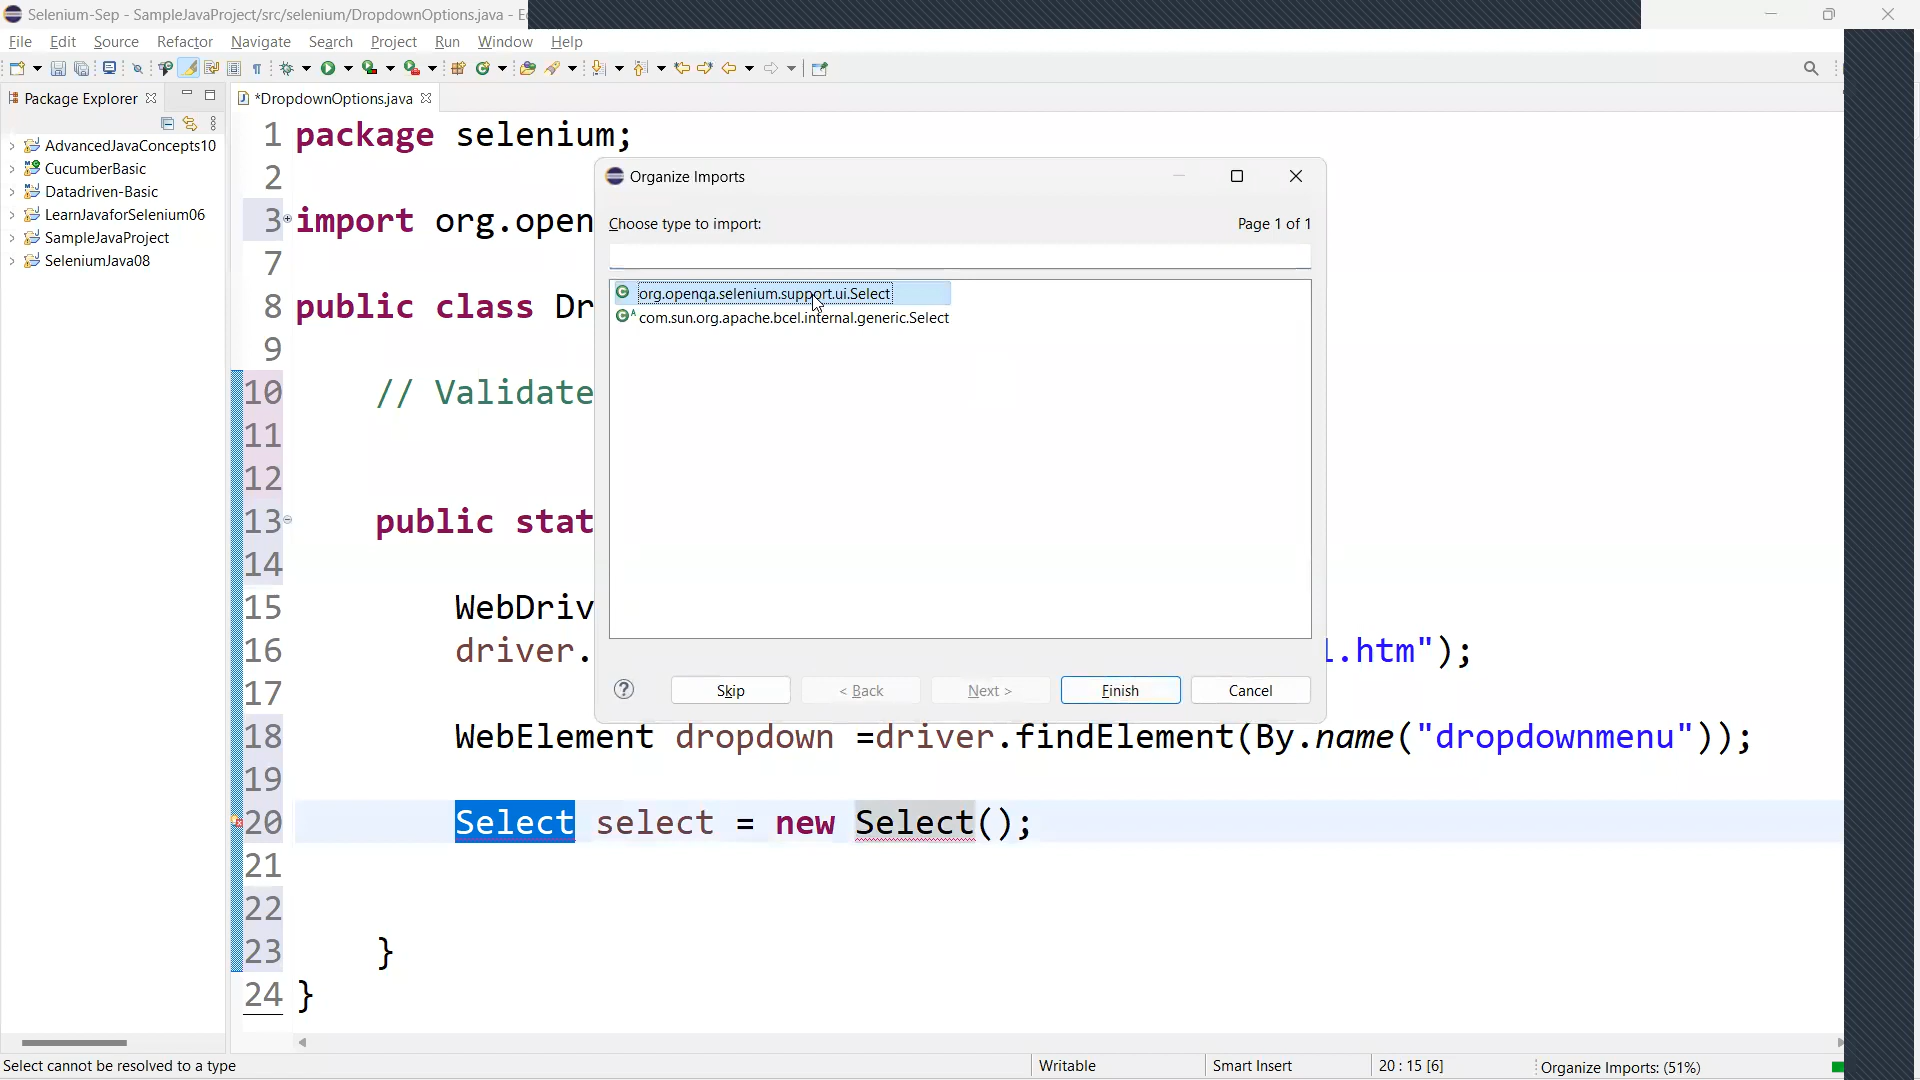 Selenium-Sep - SampleJavaProject/src/selenium/DropdownOptions.java -
File Edit Source Refactor Navigate Search Project Run Window Help
Package Explorer
*DropdownOptions.java
AdvancedJavaConcepts10
CucumberBasic
Datadriven-Basic
LearnJavaforSelenium06
SampleJavaProject
SeleniumJava08
1 package selenium;
2
3 import org.open
7
8 public class Dr
9
10 // Validate
11
12
13 public stat
14
15 WebDriv
16 driver. l.htm");
17
18 WebElement dropdown =driver.findElement(By.name("dropdownmenu"));
19
20 Select select = new Select();
21
22
23 }
24 }
Organize Imports
Choose type to import: Page 1 of 1
org.openqa.selenium.support.ui.Select
com.sun.org.apache.bcel.internal.generic.Select
Skip < Back Next > Finish Cancel
Select cannot be resolved to a type Writable Smart Insert 20 : 15 [6] Organize Imports: (51%)